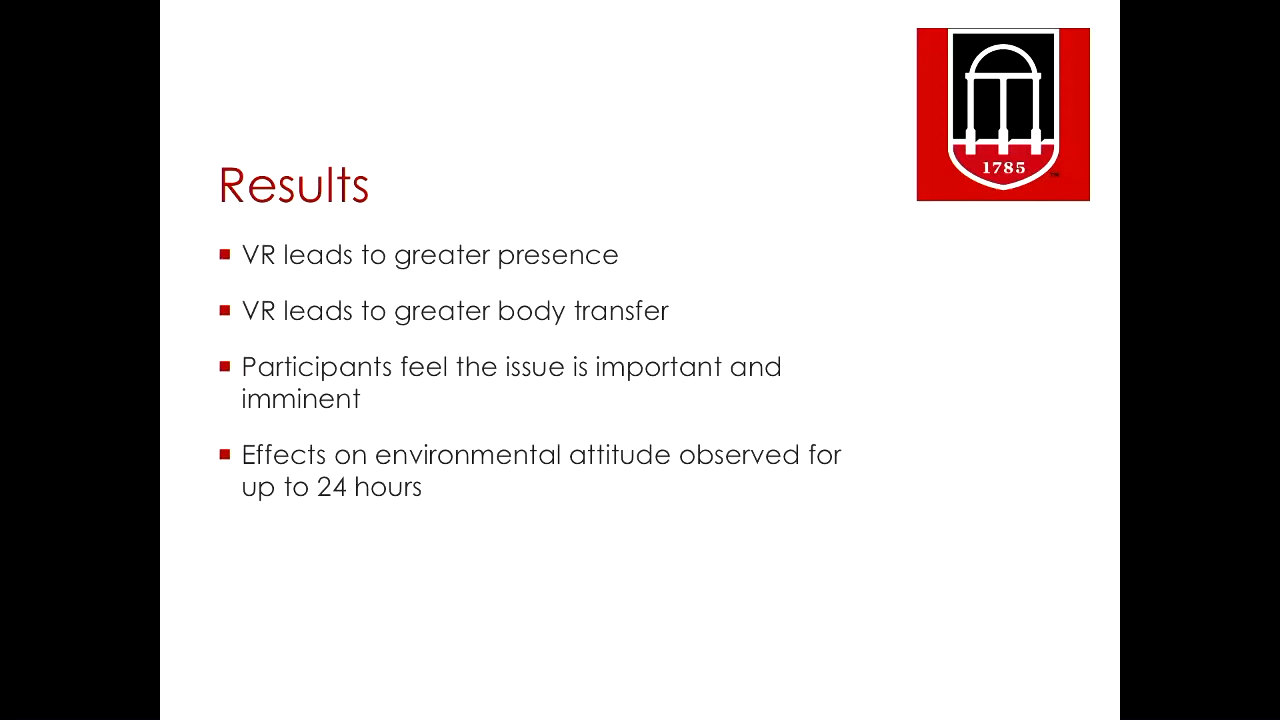 1785
Results
VR leads to greater presence
VR leads to greater body transfer
Participants feel the issue is important and
imminent
Effects on environmental attitude observed for
up to 24 hours